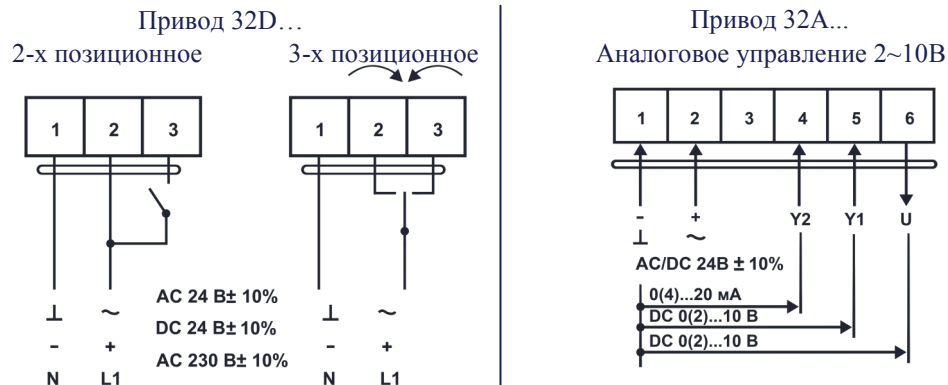 Привод 32D…
2-х позиционное
3-х позиционное
1 2 3
1 2 3
⊥ ~
- +
N L1
AC 24 В± 10%
DC 24 В± 10%
AC 230 В± 10%
⊥ ~
- +
N L1
Привод 32А...
Аналоговое управление 2~10В
1 2 3 4 5 6
- + Y2 Y1 U
⊥ ~
AC/DC 24В ± 10%
0(4)...20 мА
DC 0(2)...10 В
DC 0(2)...10 В